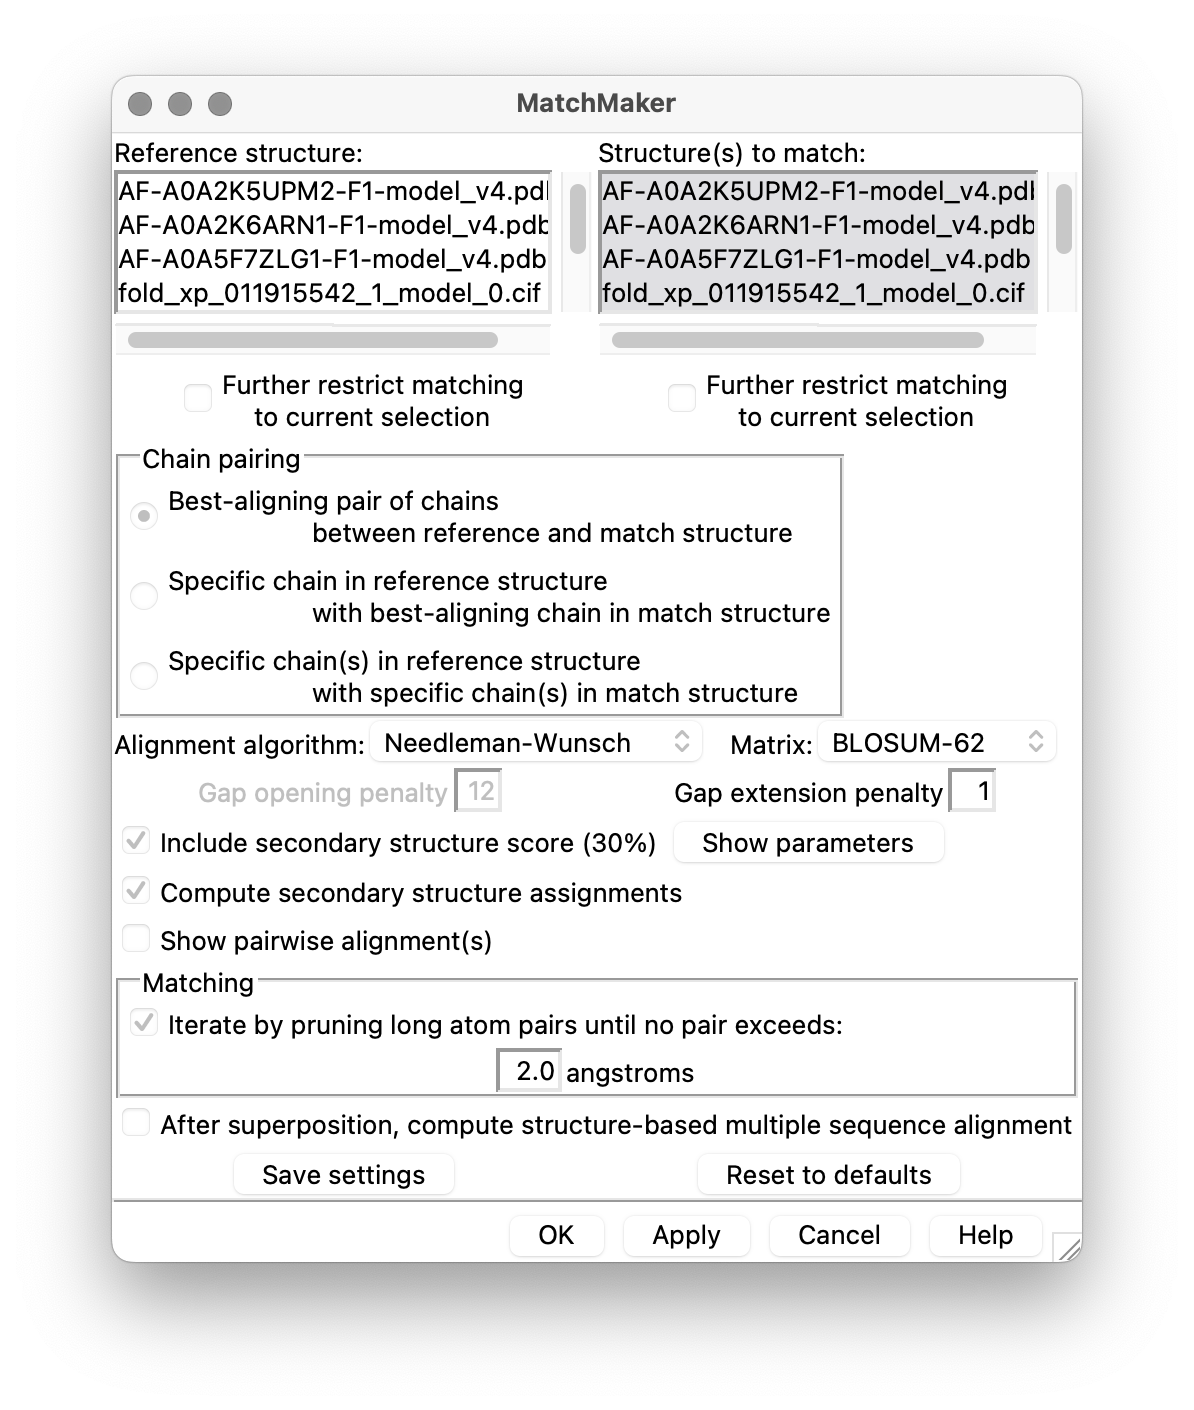 MatchMaker
Reference structure:
Structure(s) to match:
AF-A0A2K5UPM2-F1-model_v4.pd
AF-A0A2K6ARN1-F1-model_v4.pdb
AF-A0A5F7ZLG1-F1-model_v4.pdb
fold_xp_011915542_1_model_0.cif
AF-A0A2K5UPM2-F1-model_v4.pd
AF-A0A2K6ARN1-F1-model_v4.pdb
AF-A0A5F7ZLG1-F1-model_v4.pdb
fold_xp_011915542_1_model_0.cif
Further restrict matching
to current selection
Further restrict matching
to current selection
Chain pairing
Best-aligning pair of chains
between reference and match structure
Specific chain in reference structure
with best-aligning chain in match structure
Specific chain(s) in reference structure
with specific chain(s) in match structure
Alignment algorithm: Needleman-Wunsch Matrix: BLOSUM-62
Gap opening penalty 12 Gap extension penalty 1
Include secondary structure score (30%) Show parameters
Compute secondary structure assignments
Show pairwise alignment(s)
Matching
Iterate by pruning long atom pairs until no pair exceeds:
2.0 angstroms
After superposition, compute structure-based multiple sequence alignment
Save settings Reset to defaults
OK Apply Cancel Help